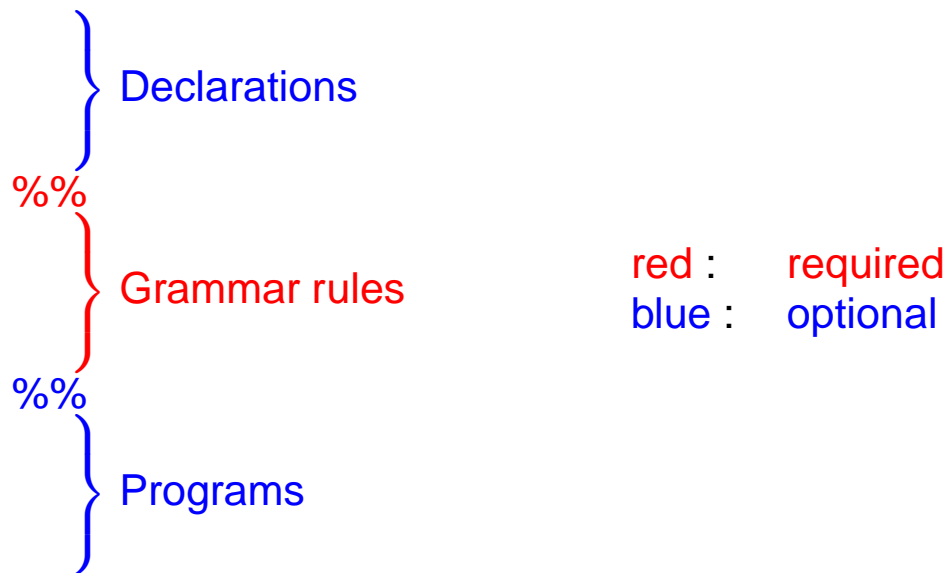 Declarations
%%
Grammar rules
red : required
blue : optional
%%
Programs